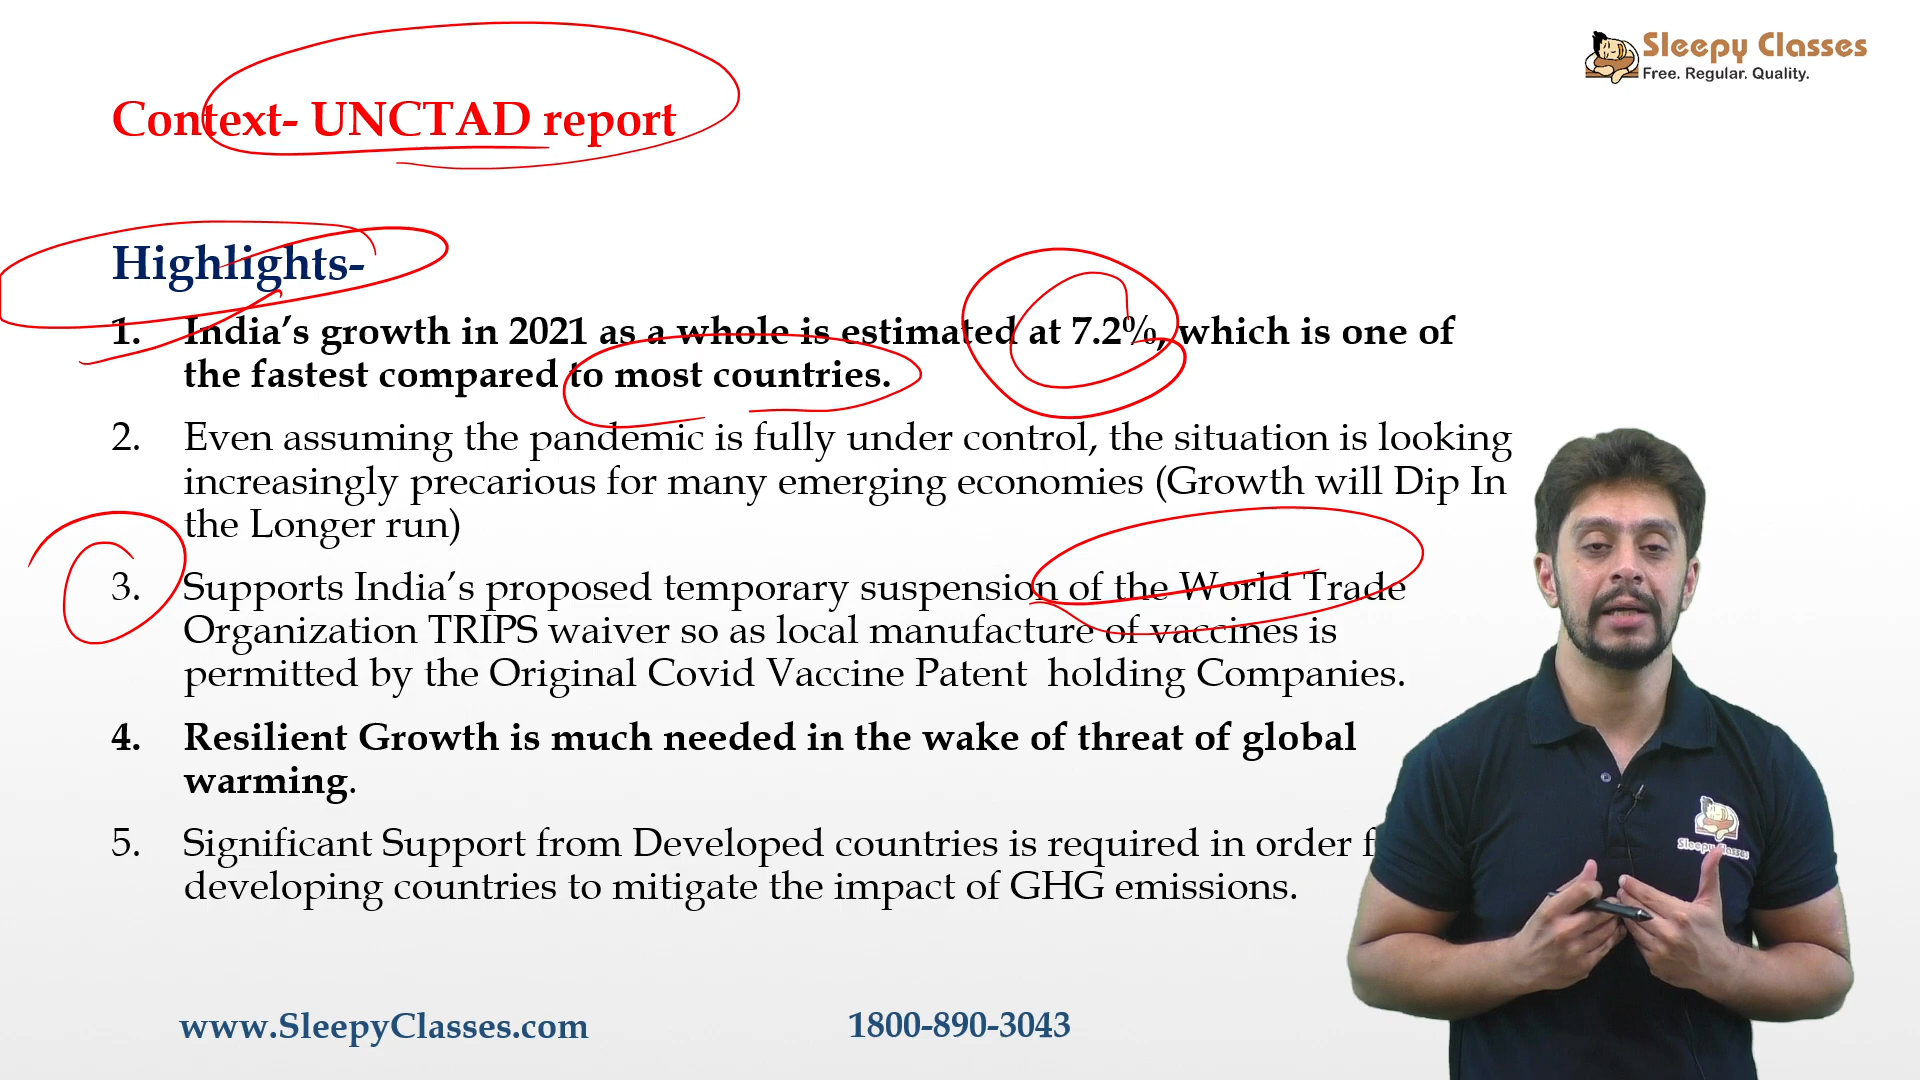 Sleepy Classes
Free. Regular. Quality.
Context- UNCTAD report
Highlights-
1. India’s growth in 2021 as a whole is estimated at 7.2%, which is one of
the fastest compared to most countries.
2. Even assuming the pandemic is fully under control, the situation is looking
increasingly precarious for many emerging economies (Growth will Dip In
the Longer run)
3. Supports India’s proposed temporary suspension of the World Trade
Organization TRIPS waiver so as local manufacture of vaccines is
permitted by the Original Covid Vaccine Patent holding Companies.
4. Resilient Growth is much needed in the wake of threat of global
warming.
5. Significant Support from Developed countries is required in order
developing countries to mitigate the impact of GHG emissions.
Sleepy Classes
www.SleepyClasses.com
1800-890-3043